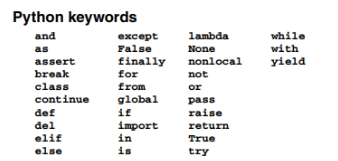 Python keywords
and except lambda while
as False None with
assert finally nonlocal yield
break for not
class from or
continue global pass
def if raise
del import return
elif in True
else is try